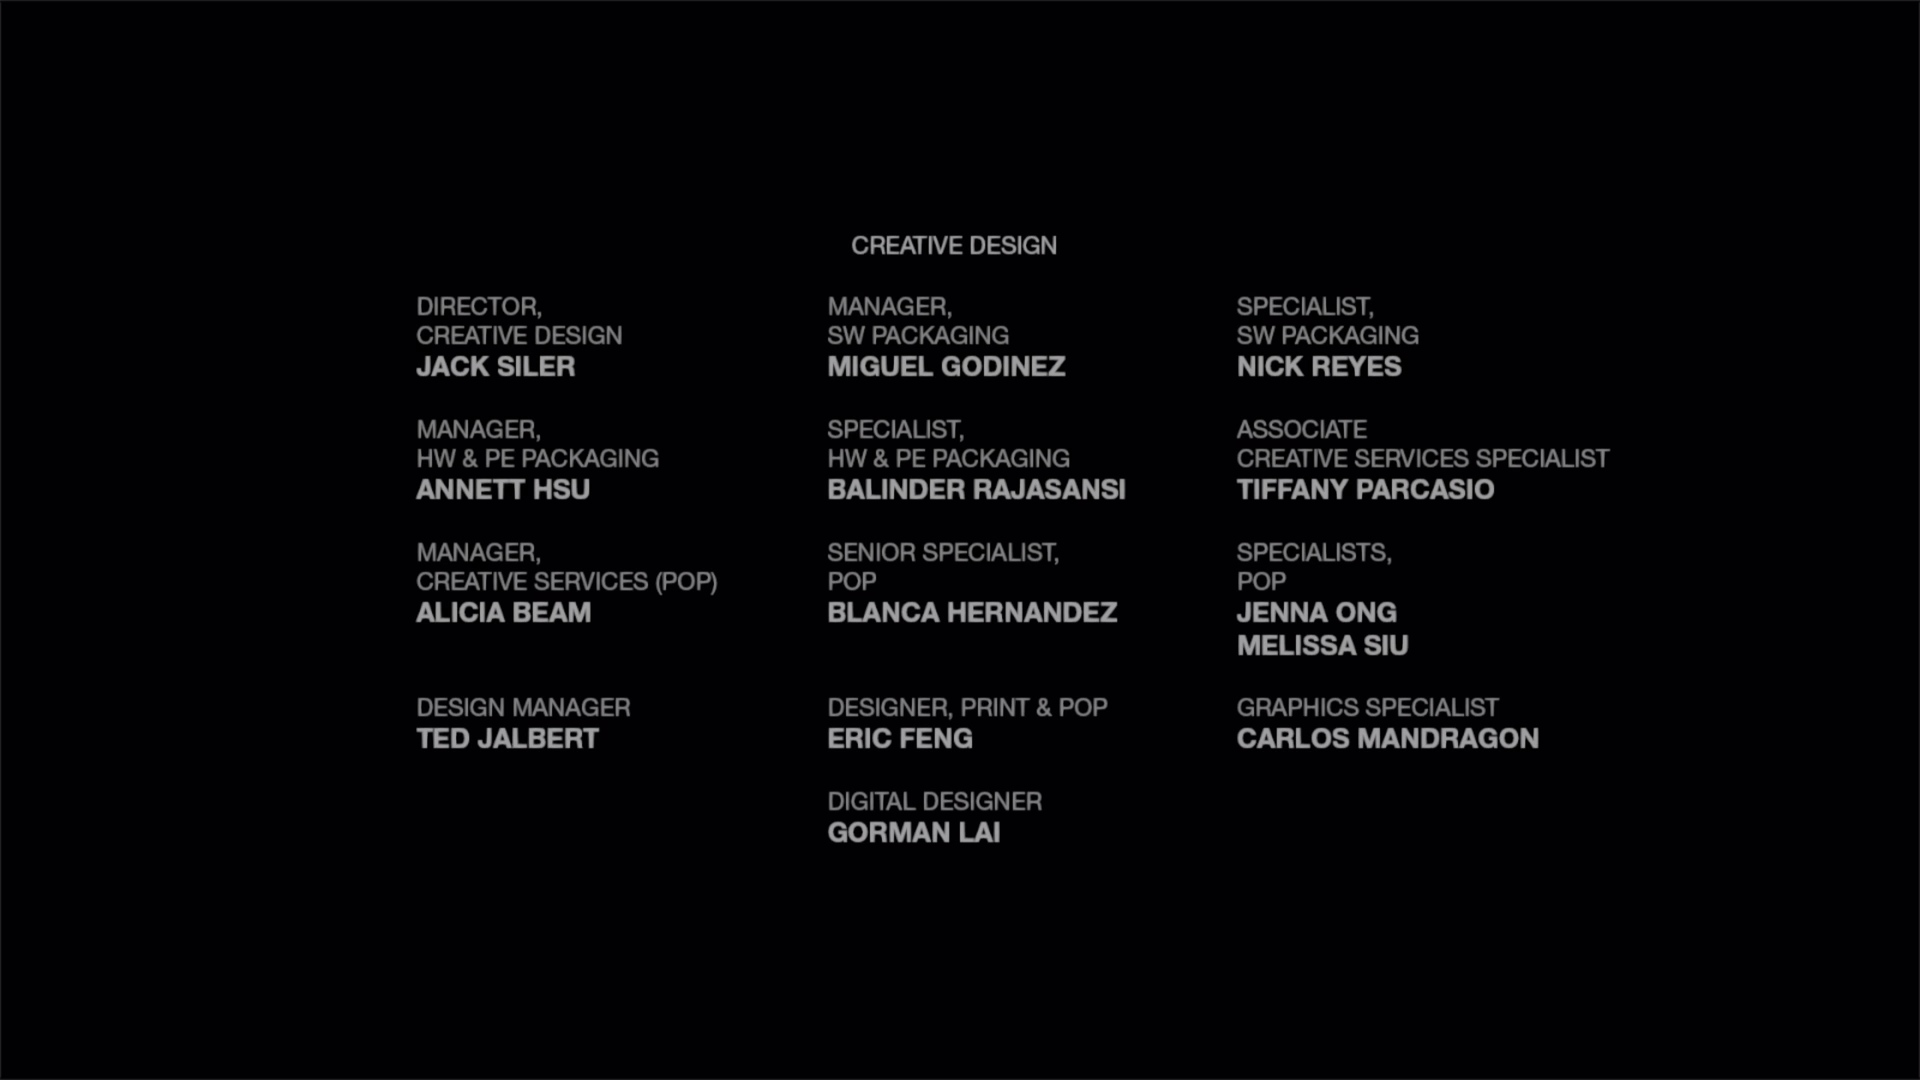 CREATIVE DESIGN
DIRECTOR,
CREATIVE DESIGN
JACK SILER
MANAGER,
SW PACKAGING
MIGUEL GODINEZ
SPECIALIST,
SW PACKAGING
NICK REYES
MANAGER,
HW & PE PACKAGING
ANNETT HSU
SPECIALIST,
HW & PE PACKAGING
BALINDER RAJASANSI
ASSOCIATE
CREATIVE SERVICES SPECIALIST
TIFFANY PARCASIO
MANAGER,
CREATIVE SERVICES (POP)
ALICIA BEAM
SENIOR SPECIALIST,
POP
BLANCA HERNANDEZ
SPECIALISTS,
POP
JENNA ONG
MELISSA SIU
DESIGN MANAGER
TED JALBERT
DESIGNER, PRINT & POP
ERIC FENG
GRAPHICS SPECIALIST
CARLOS MANDRAGON
DIGITAL DESIGNER
GORMAN LAI